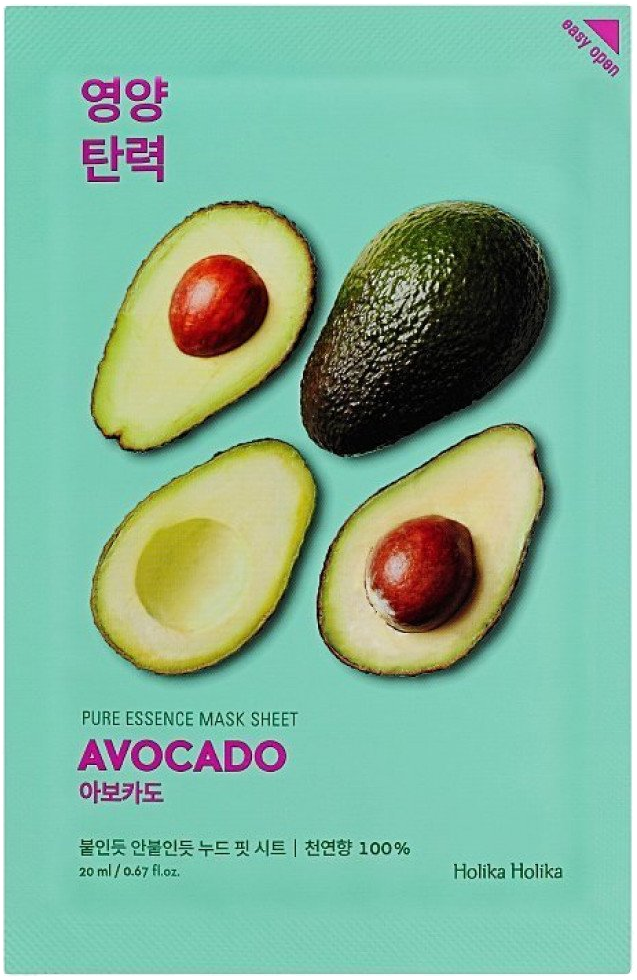 easy open
영양
탄력
PURE ESSENCE MASK SHEET
AVOCADO
아보카도
붙인듯 안붙인듯 누드 핏 시트 | 천연향 100%
20 ml / 0.67 fl.oz.
Holika Holika